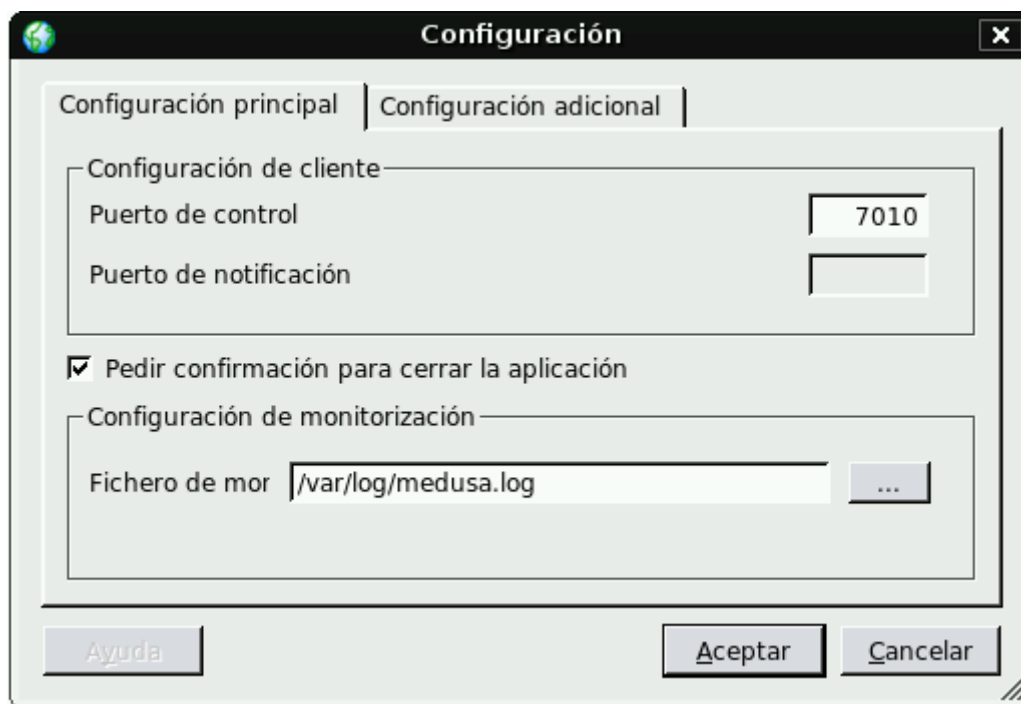 Configuración
Configuración principal
Configuración adicional
Configuración de cliente
Puerto de control 7010
Puerto de notificación
Pedir confirmación para cerrar la aplicación
Configuración de monitorización
Fichero de mor /var/log/medusa.log ...
Ayuda Aceptar Cancelar